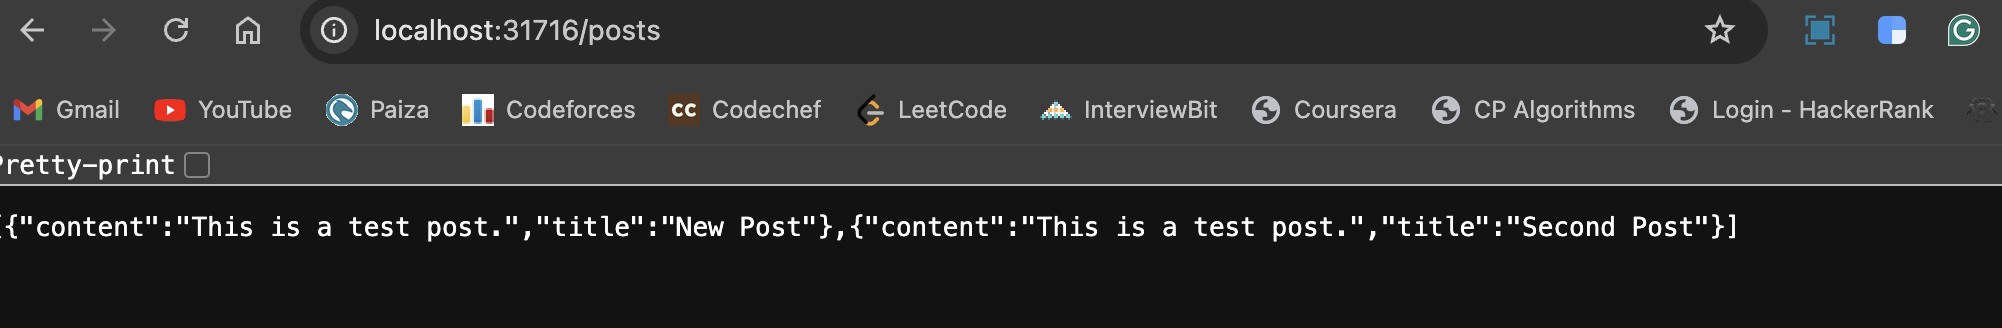 localhost:31716/posts
Gmail YouTube Paiza Codeforces cc Codechef LeetCode InterviewBit Coursera CP Algorithms Login - HackerRank
Pretty-print
[{"content":"This is a test post.","title":"New Post"},{"content":"This is a test post.","title":"Second Post"}]